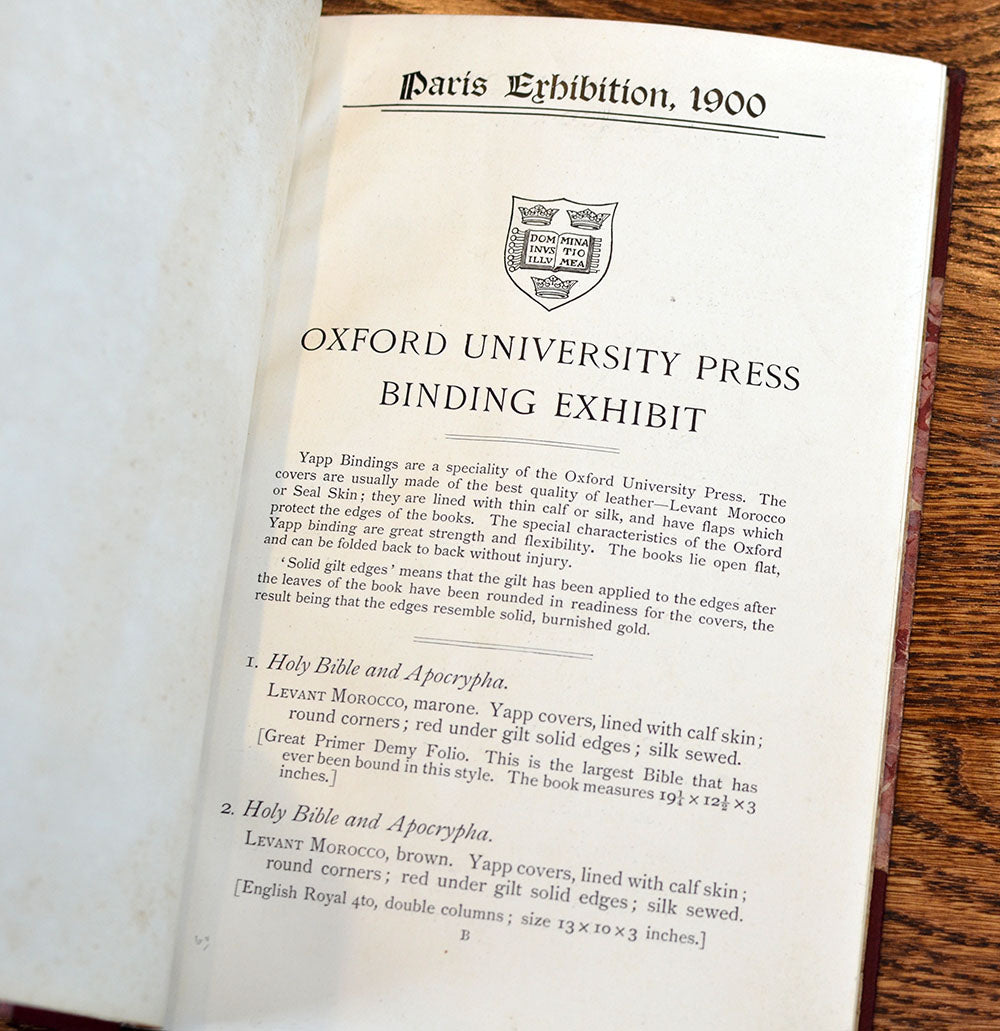 Paris Exhibition, 1900
DOM MINA
INVS TIO
ILLV MEA
OXFORD UNIVERSITY PRESS
BINDING EXHIBIT
Yapp Bindings are a speciality of the Oxford University Press. The
covers are usually made of the best quality of leather—Levant Morocco
or Seal Skin; they are lined with thin calf or silk, and have flaps which
protect the edges of the books. The special characteristics of the Oxford
Yapp binding are great strength and flexibility. The books lie open flat,
and can be folded back to back without injury.
'Solid gilt edges' means that the gilt has been applied to the edges after
the leaves of the book have been rounded in readiness for the covers, the
result being that the edges resemble solid, burnished gold.
1. Holy Bible and Apocrypha.
LEVANT MOROCCO, marone. Yapp covers, lined with calf skin;
round corners; red under gilt solid edges; silk sewed.
[Great Primer Demy Folio. This is the largest Bible that has
ever been bound in this style. The book measures 19¼ × 12½ × 3
inches.]
2. Holy Bible and Apocrypha.
LEVANT MOROCCO, brown. Yapp covers, lined with calf skin;
round corners; red under gilt solid edges; silk sewed.
[English Royal 4to, double columns; size 13 × 10 × 3 inches.]
B